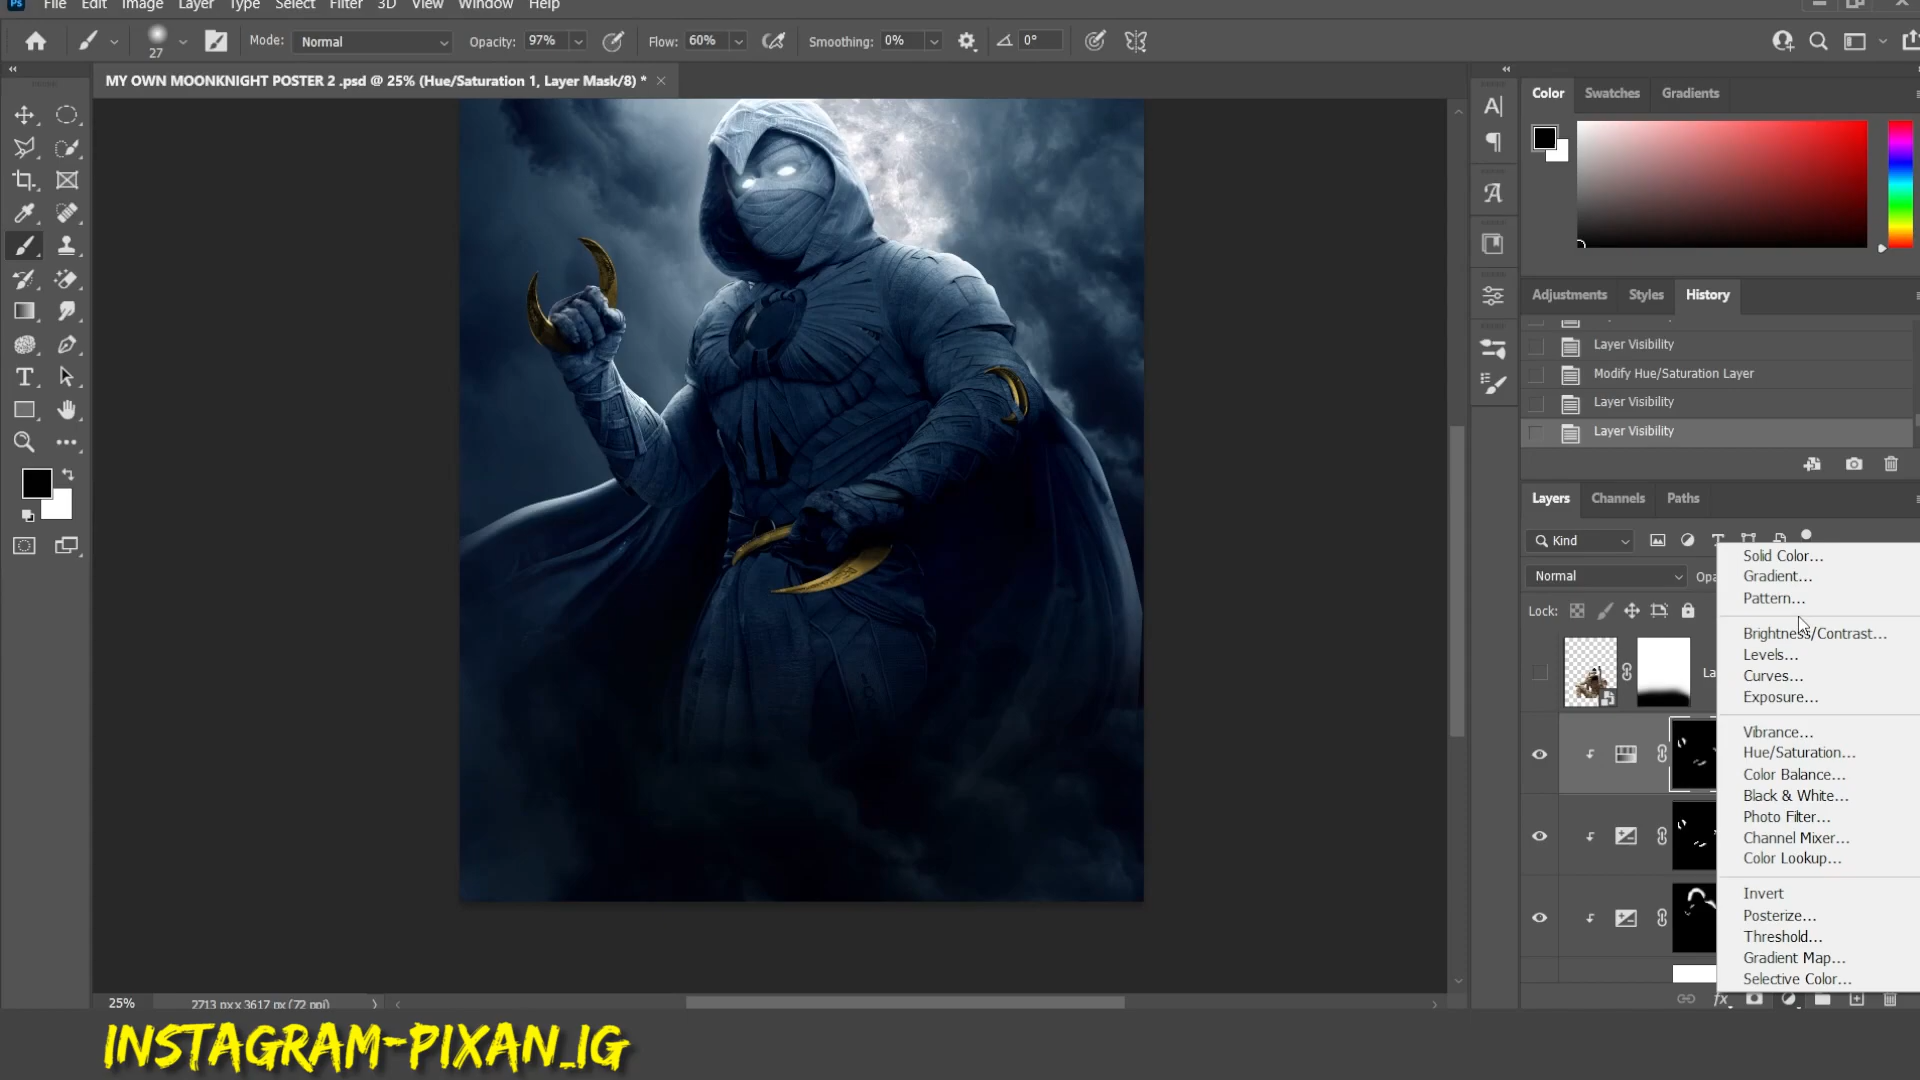 Ps File Edit Image Layer Type Select Filter 3D View Window Help
27 Mode: Normal Opacity: 97% Flow: 60% Smoothing: 0% 0°
MY OWN MOONKNIGHT POSTER 2 .psd @ 25% (Hue/Saturation 1, Layer Mask/8) *
Color Swatches Gradients
Adjustments Styles History
Layer Visibility
Modify Hue/Saturation Layer
Layer Visibility
Layer Visibility
Layers Channels Paths
Kind
Normal Opa
Lock:
La
Solid Color...
Gradient...
Pattern...
Brightness/Contrast...
Levels...
Curves...
Exposure...
Vibrance...
Hue/Saturation...
Color Balance...
Black & White...
Photo Filter...
Channel Mixer...
Color Lookup...
Invert
Posterize...
Threshold...
Gradient Map...
Selective Color...
fx
25% 2713 px x 3617 px (72 ppi)
INSTAGRAM-PIXAN_IG